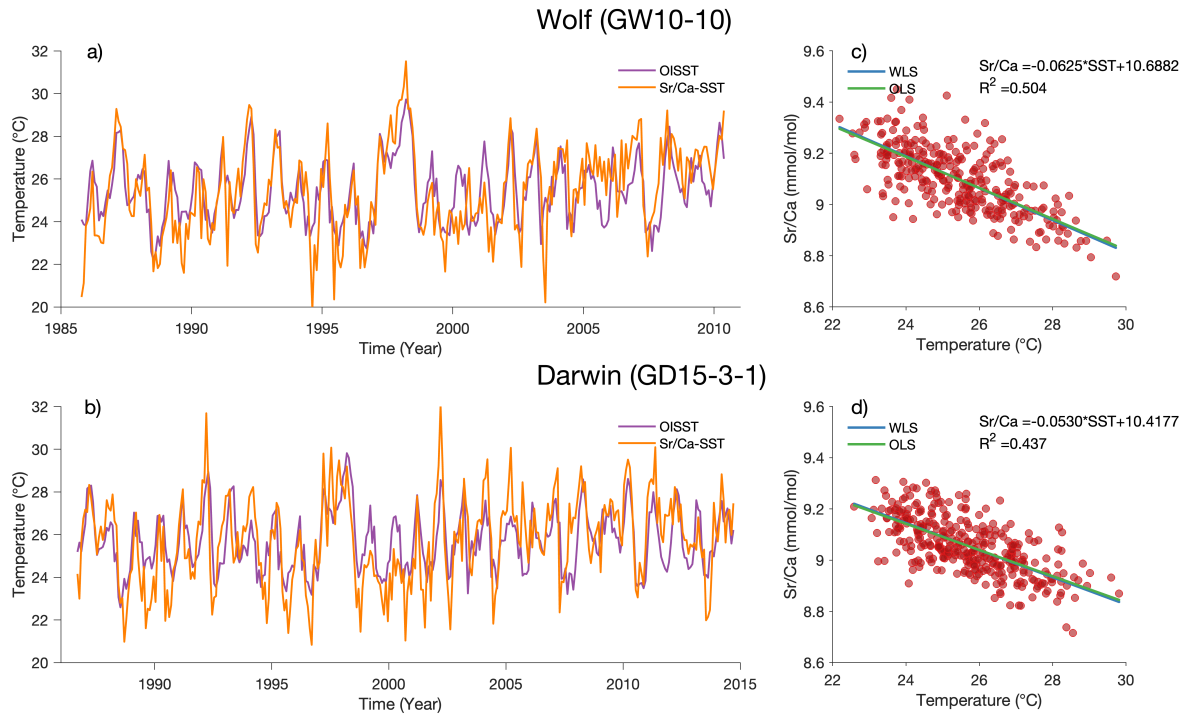 Wolf (GW10-10)
a)
32
30
28
26
24
22
20
Temperature (°C)
OISST
Sr/Ca-SST
1985
1990
1995
2000
2005
2010
Time (Year)
c)
9.6
9.4
9.2
9
8.8
8.6
Sr/Ca (mmol/mol)
WLS
OLS
Sr/Ca =-0.0625*SST+10.6882
R2 =0.504
22
24
26
28
30
Temperature (°C)
Darwin (GD15-3-1)
b)
32
30
28
26
24
22
20
Temperature (°C)
OISST
Sr/Ca-SST
1990
1995
2000
2005
2010
2015
Time (Year)
d)
9.6
9.4
9.2
9
8.8
8.6
Sr/Ca (mmol/mol)
WLS
OLS
Sr/Ca =-0.0530*SST+10.4177
R2 =0.437
22
24
26
28
30
Temperature (°C)